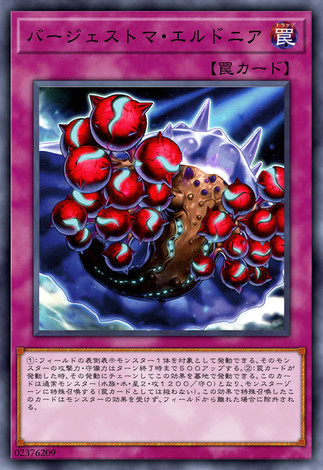 バージェストマ・エルドニア
トラップ
罠
【罠カード】
①：フィールドの表側表示モンスター１体を対象として発動できる。そのモン
スターの攻撃力・守備力はターン終了時まで５００アップする。②：罠カードが
発動した時、その発動にチェーンしてこの効果を墓地で発動できる。このカー
ドは通常モンスター（水族・水・星２・攻１２００／守０）となり、モンスターゾー
ンに特殊召喚する（罠カードとしては扱わない）。この効果で特殊召喚したこ
のカードはモンスターの効果を受けず、フィールドから離れた場合に除外され
る。
02376209